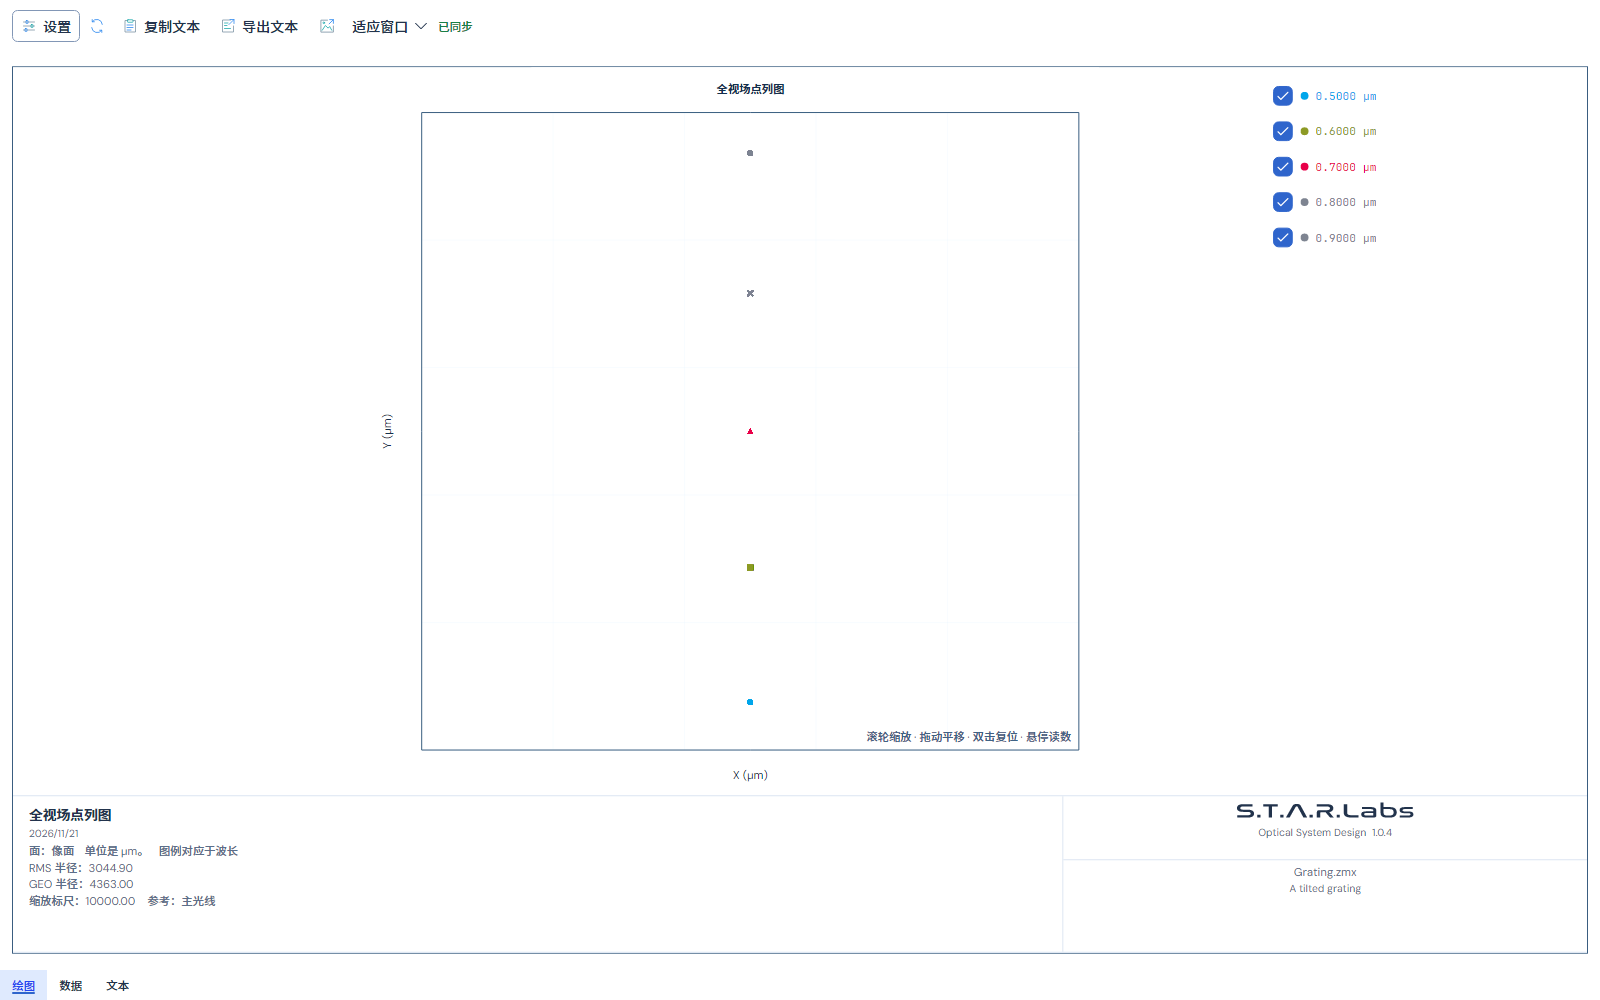 设置 复制文本 导出文本 适应窗口 已同步
全视场点列图
0.5000 µm
0.6000 µm
0.7000 µm
0.8000 µm
0.9000 µm
Y (µm)
滚轮缩放 · 拖动平移 · 双击复位 · 悬停读数
X (µm)
全视场点列图
2026/11/21
面：像面 单位是 µm。 图例对应于波长
RMS 半径：3044.90
GEO 半径：4363.00
缩放标尺：10000.00 参考：主光线
S.T.A.R.Labs
Optical System Design 1.0.4
Grating.zmx
A tilted grating
绘图 数据 文本